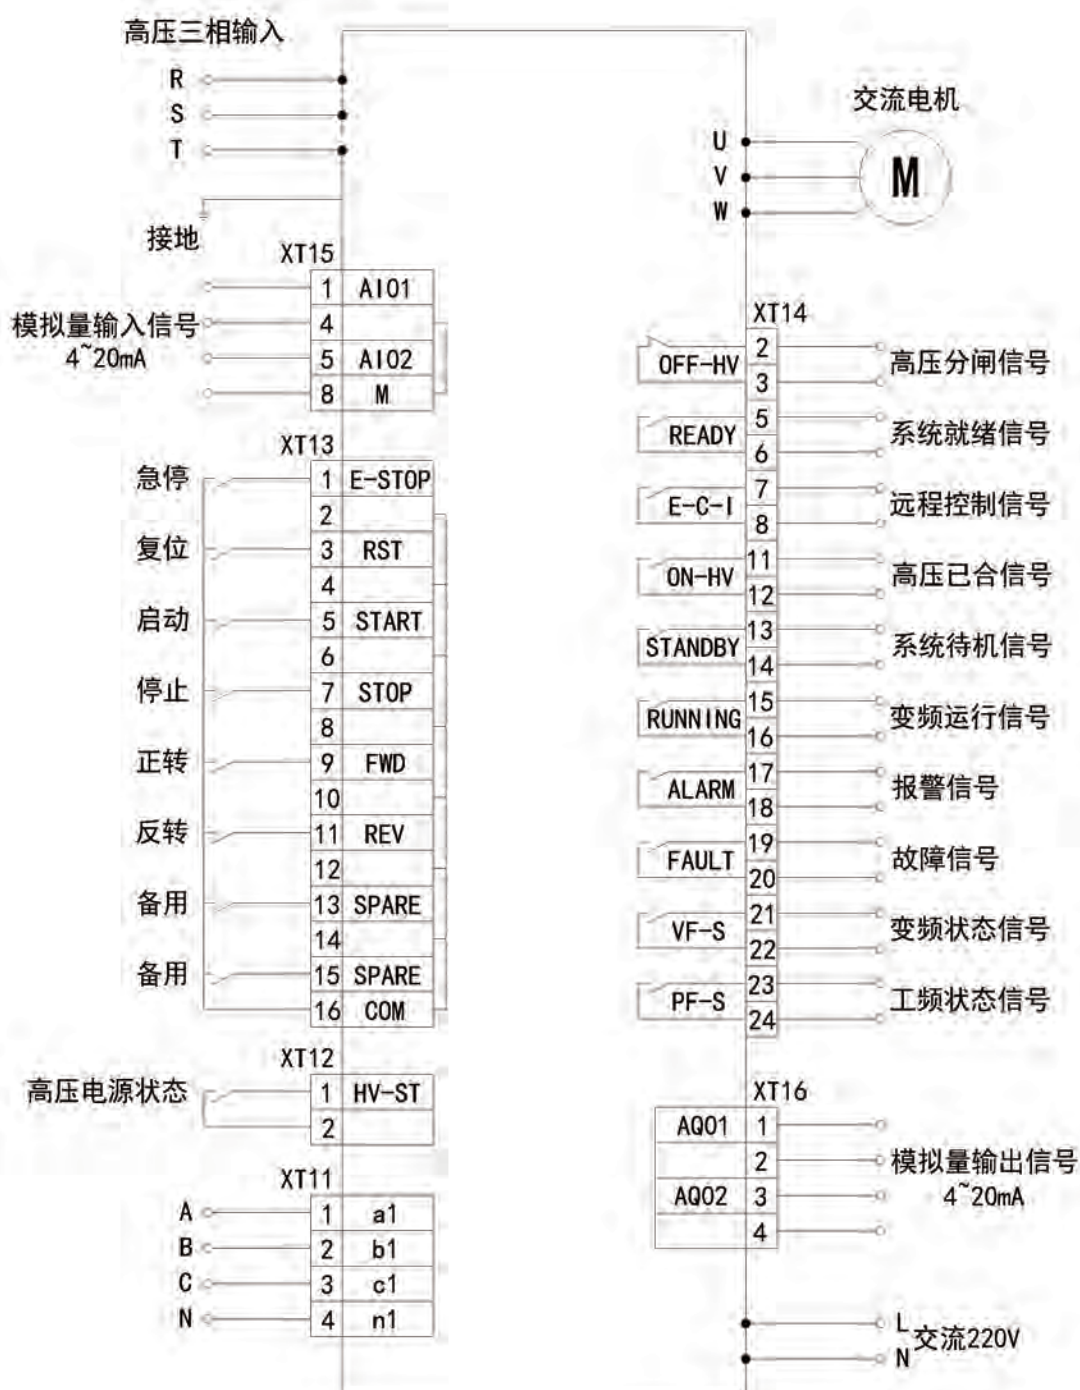 高压三相输入
R
S
T
接地
XT15
1 AI01
4
5 AI02
8 M
模拟量输入信号
4~20mA
XT13
急停 1 E-STOP
2
复位 3 RST
4
启动 5 START
6
停止 7 STOP
8
正转 9 FWD
10
反转 11 REV
12
备用 13 SPARE
14
备用 15 SPARE
16 COM
XT12
高压电源状态 1 HV-ST
2
XT11
A 1 a1
B 2 b1
C 3 c1
N 4 n1
交流电机
U
V
W
M
XT14
OFF-HV 2 3 高压分闸信号
READY 5 6 系统就绪信号
E-C-I 7 8 远程控制信号
ON-HV 11 12 高压已合信号
STANDBY 13 14 系统待机信号
RUNNING 15 16 变频运行信号
ALARM 17 18 报警信号
FAULT 19 20 故障信号
VF-S 21 22 变频状态信号
PF-S 23 24 工频状态信号
XT16
AQ01 1
2
AQ02 3
4
模拟量输出信号
4~20mA
L
N
交流220V